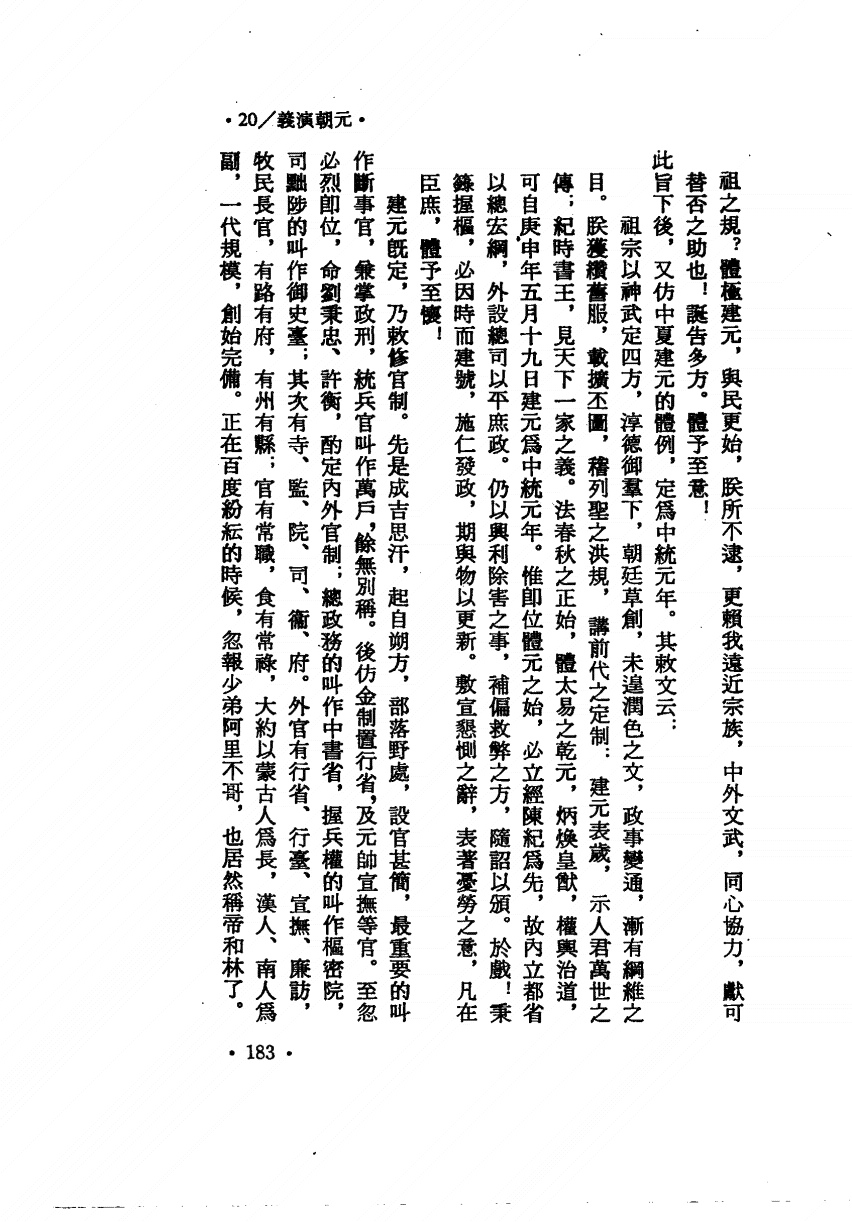 ·20/義演朝元·
祖之規？體極建元，與民更始，朕所不逮，更賴我遠近宗族，中外文武，同心協力，獻可
替否之助也！誕告多方。體予至意！
此旨下後，又仿中夏建元的體例，定爲中統元年。其敕文云：
祖宗以神武定四方，淳德御羣下，朝廷草創，未遑潤色之文，政事變通，漸有綱維之
目。朕獲纘舊服，載擴丕圖，稽列聖之洪規，講前代之定制：建元表歲，示人君萬世之
傳；紀時書王，見天下一家之義。法春秋之正始，體太易之乾元，炳煥皇猷，權輿治道，
可自庚申年五月十九日建元爲中統元年。惟卽位體元之始，必立經陳紀爲先，故內立都省
以總宏綱，外設總司以平庶政。仍以興利除害之事，補偏救弊之方，隨詔以頒。於戲！秉
籙握樞，必因時而建號，施仁發政，期與物以更新。敷宣懇惻之辭，表著憂勞之意，凡在
臣庶，體予至懷！
建元旣定，乃敕修官制。先是成吉思汗，起自朔方，部落野處，設官甚簡，最重要的叫
作斷事官，兼掌政刑，統兵官叫作萬戶，餘無別稱。後仿金制置行省，及元帥宣撫等官。至忽
必烈卽位，命劉秉忠、許衡，酌定內外官制；總政務的叫作中書省，握兵權的叫作樞密院，
司黜陟的叫作御史臺；其次有寺、監、院、司、衞、府。外官有行省、行臺、宣撫、廉訪，
牧民長官，有路有府，有州有縣；官有常職，食有常祿，大約以蒙古人爲長，漢人、南人爲
副，一代規模，創始完備。正在百度紛紜的時候，忽報少弟阿里不哥，也居然稱帝和林了。
·183·